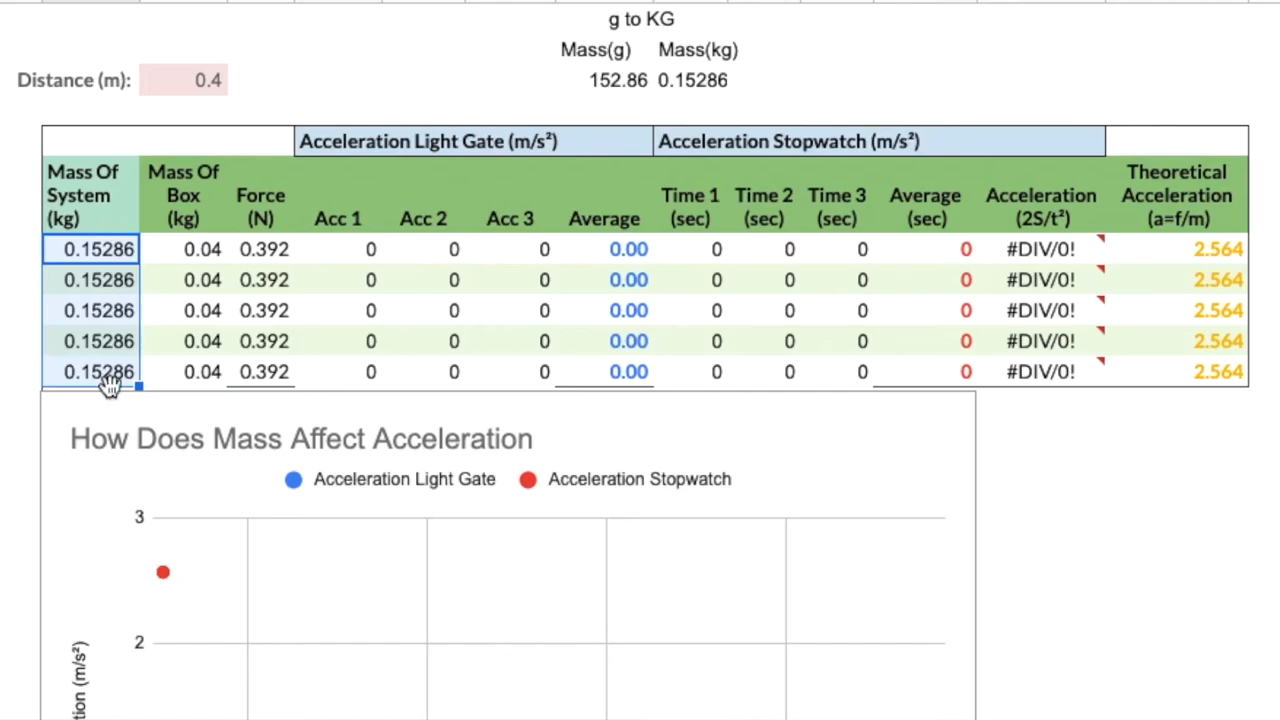 g to KG
Mass(g) Mass(kg)
Distance (m): 0.4 152.86 0.15286
Acceleration Light Gate (m/s²) Acceleration Stopwatch (m/s²)
Mass Of System (kg) Mass Of Box (kg) Force (N) Acc 1 Acc 2 Acc 3 Average Time 1 (sec) Time 2 (sec) Time 3 (sec) Average (sec) Acceleration (2S/t²) Theoretical Acceleration (a=f/m)
0.15286 0.04 0.392 0 0 0 0.00 0 0 0 0 #DIV/0! 2.564
0.15286 0.04 0.392 0 0 0 0.00 0 0 0 0 #DIV/0! 2.564
0.15286 0.04 0.392 0 0 0 0.00 0 0 0 0 #DIV/0! 2.564
0.15286 0.04 0.392 0 0 0 0.00 0 0 0 0 #DIV/0! 2.564
0.15286 0.04 0.392 0 0 0 0.00 0 0 0 0 #DIV/0! 2.564
How Does Mass Affect Acceleration
Acceleration Light Gate Acceleration Stopwatch
3
2
tion (m/s²)